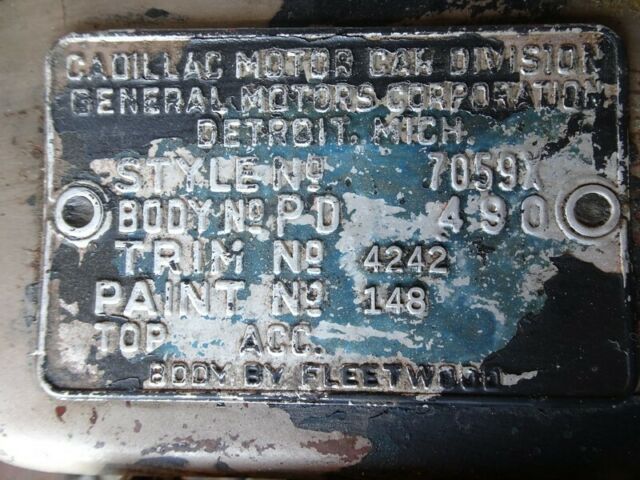 CADILLAC MOTOR CAR DIVISION
GENERAL MOTORS CORPORATION
DETROIT, MICH.
STYLE Nº 7059X
BODY Nº PD 490
TRIM Nº 4242
PAINT Nº 148
TOP ACC.
BODY BY FLEETWOOD